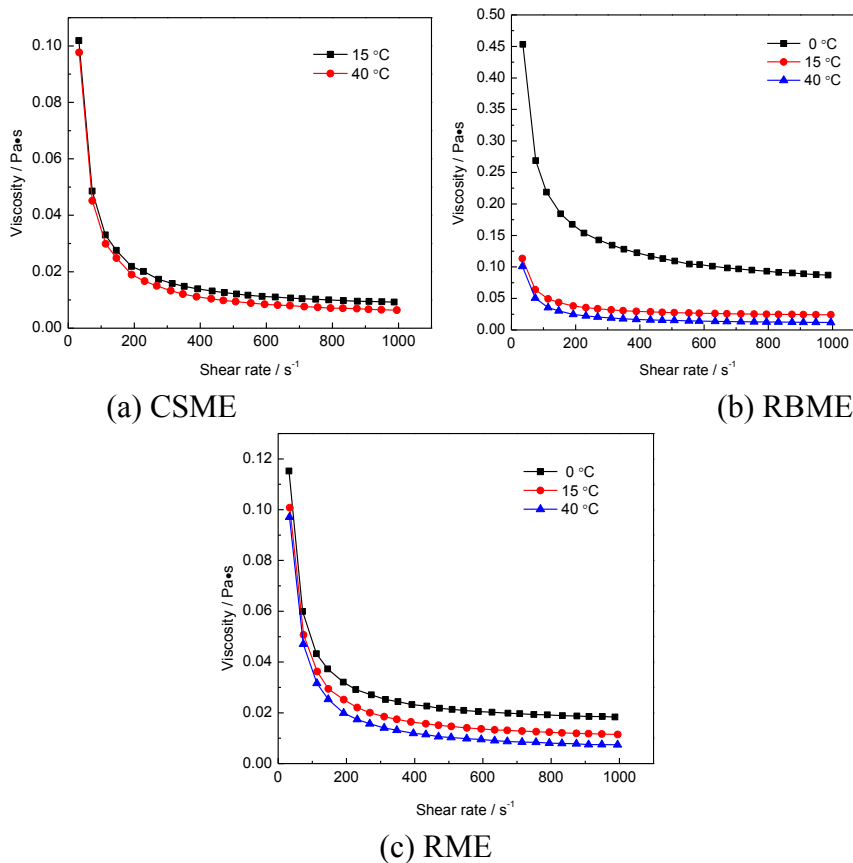 0.10
0.08
0.06
0.04
0.02
0.00
Viscosity / Pa•s
15 °C
40 °C
0 200 400 600 800 1000
Shear rate / s-1
(a) CSME
0.50
0.45
0.40
0.35
0.30
0.25
0.20
0.15
0.10
0.05
0.00
Viscosity / Pa•s
0 °C
15 °C
40 °C
0 200 400 600 800 1000
Shear rate / s-1
(b) RBME
0.12
0.10
0.08
0.06
0.04
0.02
0.00
Viscosity / Pa•s
0 °C
15 °C
40 °C
0 200 400 600 800 1000
Shear rate / s-1
(c) RME